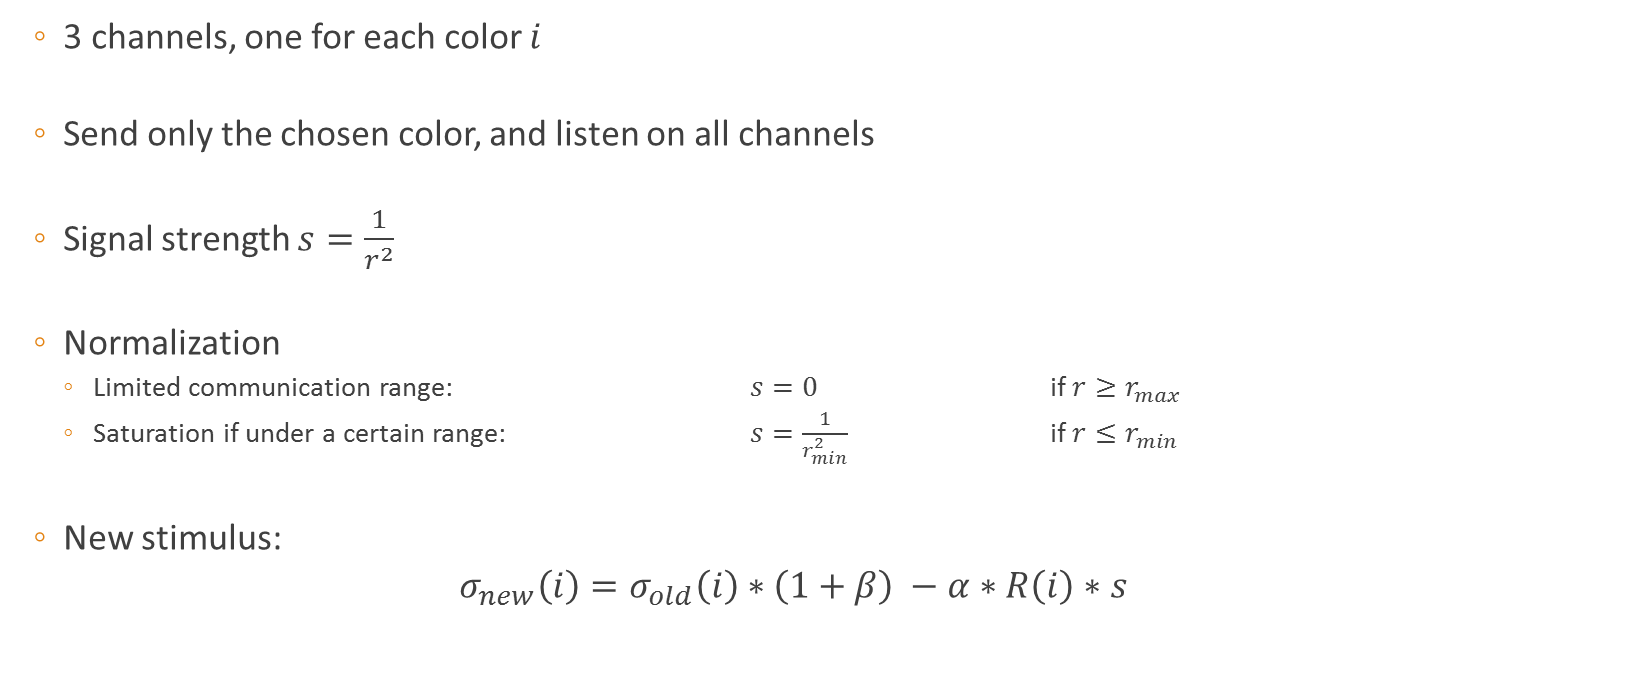 ◦ 3 channels, one for each color i
◦ Send only the chosen color, and listen on all channels
◦ Signal strength s = 1/r²
◦ Normalization
◦ Limited communication range: s = 0 if r ≥ r_max
◦ Saturation if under a certain range: s = 1/r²_min if r ≤ r_min
◦ New stimulus:
σ_new(i) = σ_old(i) * (1 + β) − α * R(i) * s